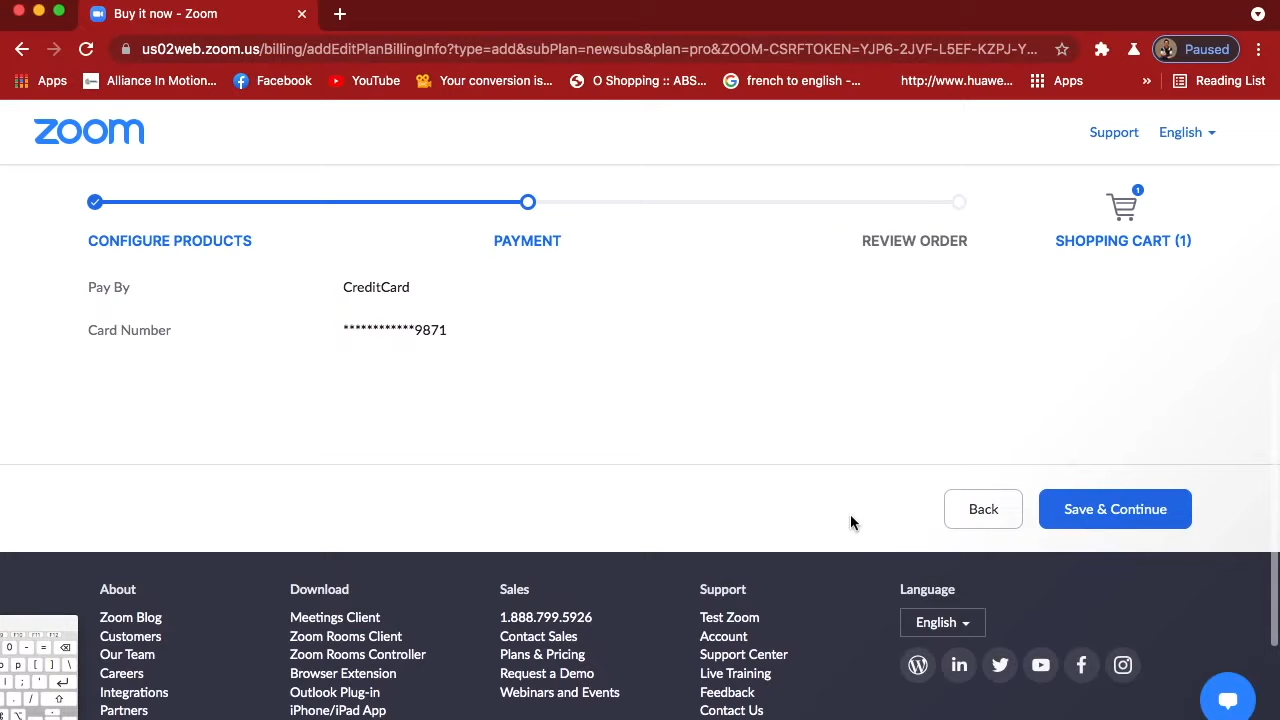 Buy it now - Zoom
us02web.zoom.us/billing/addEditPlanBillingInfo?type=add&subPlan=newsubs&plan=pro&ZOOM-CSRFTOKEN=YJP6-2JVF-L5EF-KZPJ-Y...
Paused
Apps
Alliance In Motion...
Facebook
YouTube
Your conversion is...
O Shopping :: ABS...
french to english -...
http://www.huawe...
Apps
»
Reading List
zoom
Support
English
1
CONFIGURE PRODUCTS
PAYMENT
REVIEW ORDER
SHOPPING CART (1)
Pay By
CreditCard
Card Number
************9871
Back
Save & Continue
About
Zoom Blog
Customers
Our Team
Careers
Integrations
Partners
Download
Meetings Client
Zoom Rooms Client
Zoom Rooms Controller
Browser Extension
Outlook Plug-in
iPhone/iPad App
Sales
1.888.799.5926
Contact Sales
Plans & Pricing
Request a Demo
Webinars and Events
Support
Test Zoom
Account
Support Center
Live Training
Feedback
Contact Us
Language
English
F10 F11 F12
0 - =
o p [ ] \
l ; '
. /